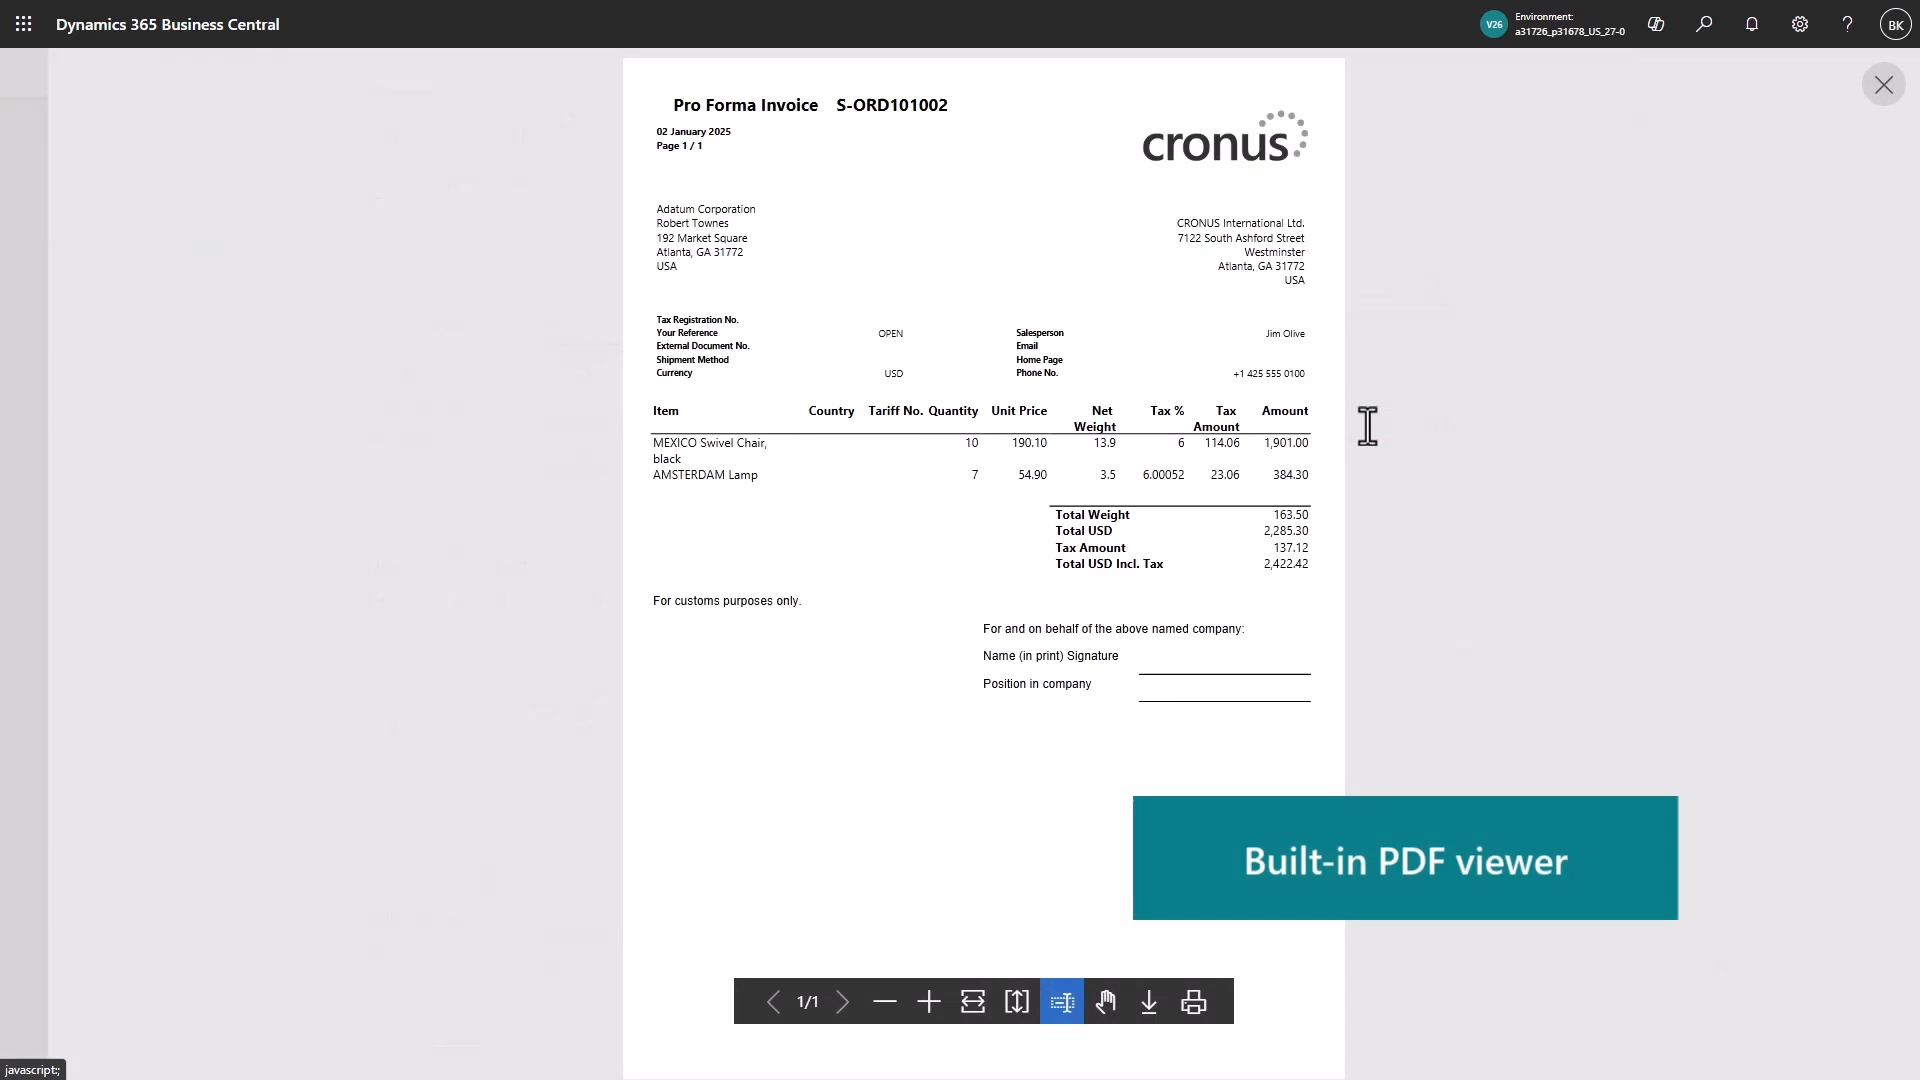 Dynamics 365 Business Central
V26
Environment:
a31726_p31678_US_27-0
BK
Pro Forma Invoice S-ORD101002
02 January 2025
Page 1 / 1
cronus
Adatum Corporation
Robert Townes
192 Market Square
Atlanta, GA 31772
USA
CRONUS International Ltd.
7122 South Ashford Street
Westminster
Atlanta, GA 31772
USA
Tax Registration No.
Your Reference OPEN Salesperson Jim Olive
External Document No. Email
Shipment Method Home Page
Currency USD Phone No. +1 425 555 0100
Item Country Tariff No. Quantity Unit Price Net Weight Tax % Tax Amount Amount
MEXICO Swivel Chair, 10 190.10 13.9 6 114.06 1,901.00
black
AMSTERDAM Lamp 7 54.90 3.5 6.00052 23.06 384.30
Total Weight 163.50
Total USD 2,285.30
Tax Amount 137.12
Total USD Incl. Tax 2,422.42
For customs purposes only.
For and on behalf of the above named company:
Name (in print) Signature
Position in company
Built-in PDF viewer
1/1
javascript:;